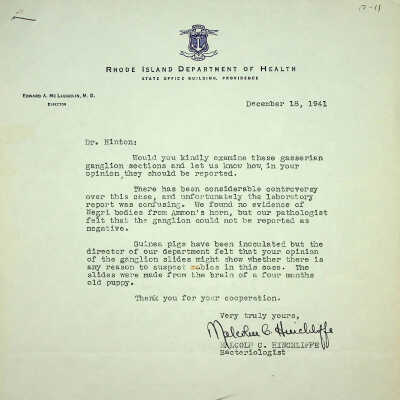 12-11
RHODE ISLAND DEPARTMENT OF HEALTH
STATE OFFICE BUILDING, PROVIDENCE
EDWARD A. MCLAUGHLIN, M. D.
DIRECTOR
December 18, 1941
Dr. Hinton:
Would you kindly examine these gasserian
ganglion sections and let us know how, in your
opinion, they should be reported.
There has been considerable controversy
over this case, and unfortunately the laboratory
report was confusing. We found no evidence of
Negri bodies from Ammon's horn, but our pathologist
felt that the ganglion could not be reported as
negative.
Guinea pigs have been inoculated but the
director of our department felt that your opinion
of the ganglion slides might show whether there is
any reason to suspect rabies in this case. The
slides were made from the brain of a four months
old puppy.
Thank you for your cooperation.
Very truly yours,
Malcolm C. Hinchliffe
MALCOLM C. HINCHLIFFE
Bacteriologist